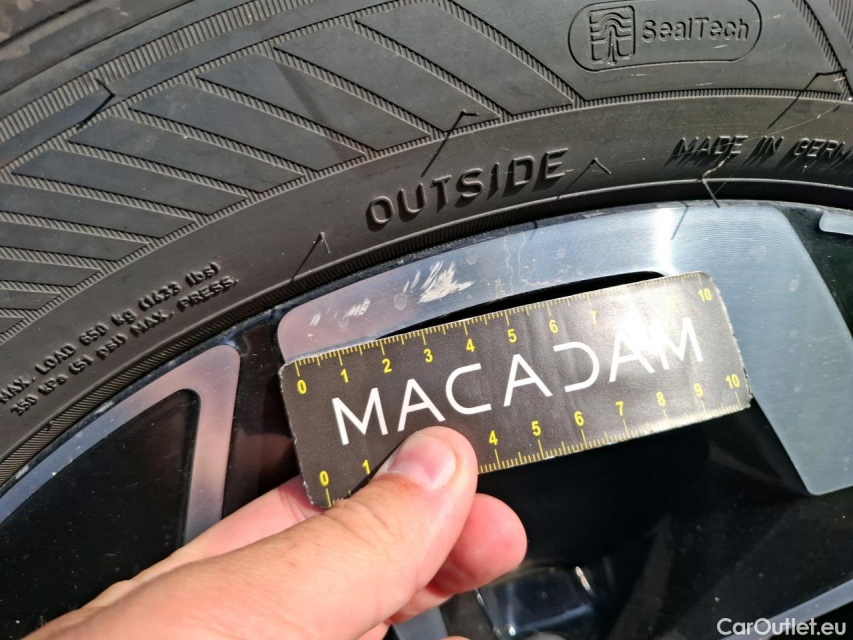 SealTech
OUTSIDE
MADE IN GERM
MAX. LOAD 650 kg (1433 lbs)
350 kPa (51 PSI) MAX. PRESS.
0 1 2 3 4 5 6 7 8 9 10
MACADAM
0 1 4 5 6 7 8 9 10
CarOutlet.eu